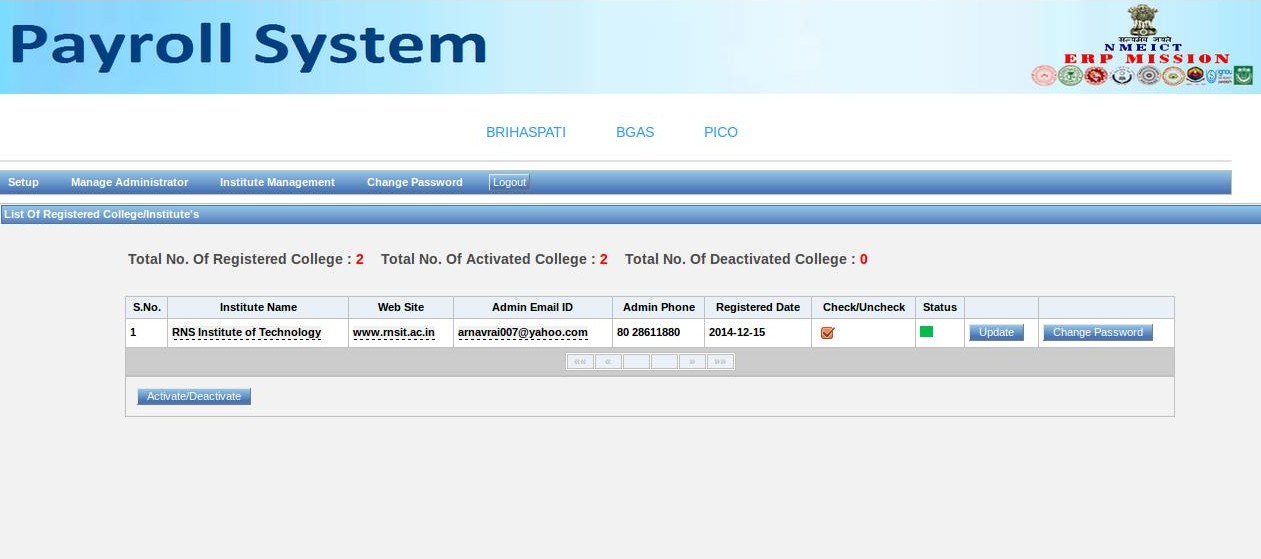 Payroll System
सत्यमेव जयते
NMEICT
ERP MISSION
BRIHASPATI BGAS PICO
Setup Manage Administrator Institute Management Change Password Logout
List Of Registered College/Institute's
Total No. Of Registered College : 2 Total No. Of Activated College : 2 Total No. Of Deactivated College : 0
S.No. Institute Name Web Site Admin Email ID Admin Phone Registered Date Check/Uncheck Status
1 RNS Institute of Technology www.rnsit.ac.in arnavrai007@yahoo.com 80 28611880 2014-12-15 Update Change Password
«« « » »»
Activate/Deactivate